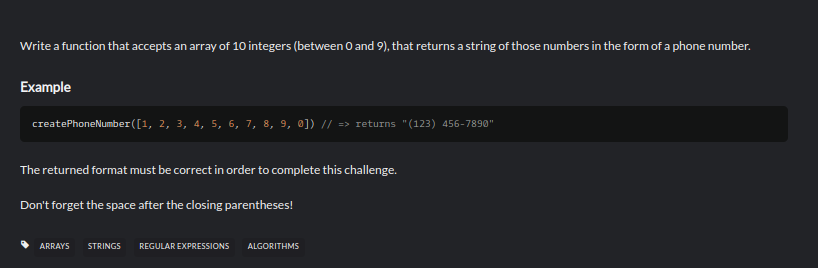 Write a function that accepts an array of 10 integers (between 0 and 9), that returns a string of those numbers in the form of a phone number.
Example
createPhoneNumber([1, 2, 3, 4, 5, 6, 7, 8, 9, 0]) // => returns "(123) 456-7890"
The returned format must be correct in order to complete this challenge.
Don't forget the space after the closing parentheses!
ARRAYS STRINGS REGULAR EXPRESSIONS ALGORITHMS